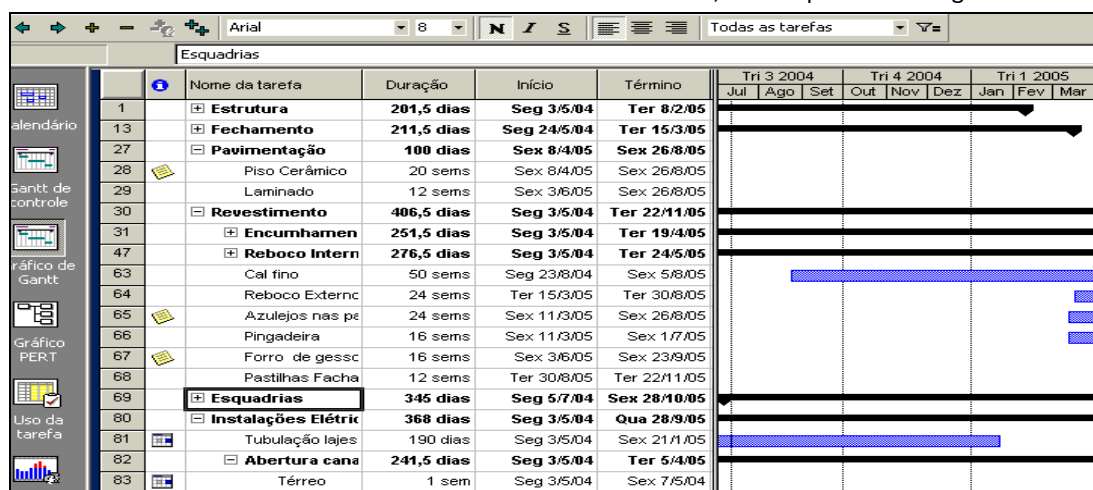 Arial 8 N I S Todas as tarefas
Esquadrias
Nome da tarefa Duração Início Término Tri 3 2004 Tri 4 2004 Tri 1 2005
Jul Ago Set Out Nov Dez Jan Fev Mar
1 Estrutura 201,5 dias Seg 3/5/04 Ter 8/2/05
13 Fechamento 211,5 dias Seg 24/5/04 Ter 15/3/05
27 Pavimentação 100 dias Sex 8/4/05 Sex 26/8/05
28 Piso Cerâmico 20 sems Sex 8/4/05 Sex 26/8/05
29 Laminado 12 sems Sex 3/6/05 Sex 26/8/05
30 Revestimento 406,5 dias Seg 3/5/04 Ter 22/11/05
31 Encumhamen 251,5 dias Seg 3/5/04 Ter 19/4/05
47 Reboco Intern 276,5 dias Seg 3/5/04 Ter 24/5/05
63 Cal fino 50 sems Seg 23/8/04 Sex 5/8/05
64 Reboco Externo 24 sems Ter 15/3/05 Ter 30/8/05
65 Azulejos nas pa 24 sems Sex 11/3/05 Sex 26/8/05
66 Pingadeira 16 sems Sex 11/3/05 Sex 1/7/05
67 Forro de gesso 16 sems Sex 3/6/05 Sex 23/9/05
68 Pastilhas Facha 12 sems Ter 30/8/05 Ter 22/11/05
69 Esquadrias 345 dias Seg 5/7/04 Sex 28/10/05
80 Instalações Elétric 368 dias Seg 3/5/04 Qua 28/9/05
81 Tubulação lajes 190 dias Seg 3/5/04 Sex 21/1/05
82 Abertura cana 241,5 dias Seg 3/5/04 Ter 5/4/05
83 Térreo 1 sem Seg 3/5/04 Sex 7/5/04
alendário
Gantt de
controle
ráfico de
Gantt
Gráfico
PERT
Uso da
tarefa